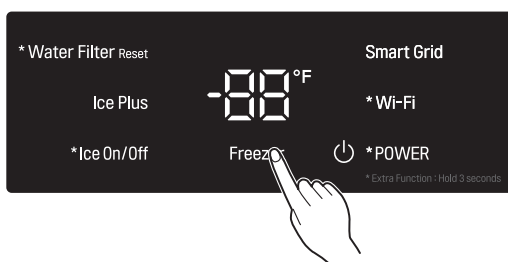 * Water Filter Reset
Ice Plus
*Ice On/Off
-88°F
Freezer
Smart Grid
* Wi-Fi
*POWER
* Extra Function : Hold 3 seconds